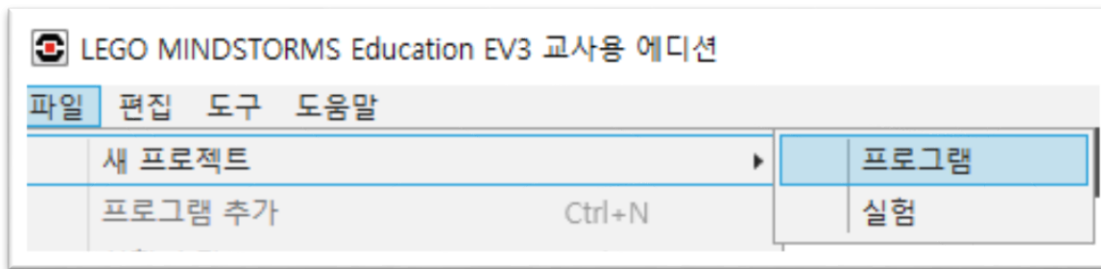 LEGO MINDSTORMS Education EV3 교사용 에디션
파일 편집 도구 도움말
새 프로젝트 프로그램
프로그램 추가 Ctrl+N 실험